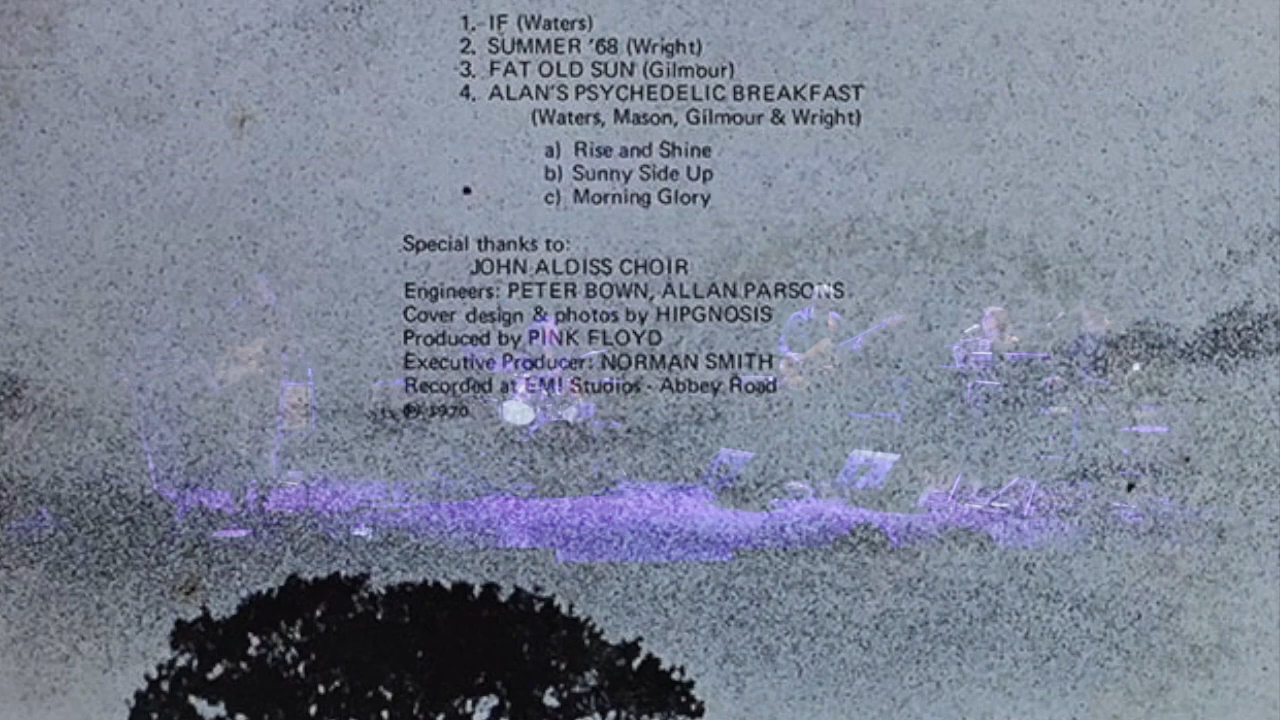 1. IF (Waters)
2. SUMMER '68 (Wright)
3. FAT OLD SUN (Gilmour)
4. ALAN'S PSYCHEDELIC BREAKFAST
(Waters, Mason, Gilmour & Wright)
a) Rise and Shine
b) Sunny Side Up
c) Morning Glory
Special thanks to:
JOHN ALDISS CHOIR
Engineers: PETER BOWN, ALLAN PARSONS
Cover design & photos by HIPGNOSIS
Produced by PINK FLOYD
Executive Producer: NORMAN SMITH
Recorded at EMI Studios - Abbey Road
℗ 1970